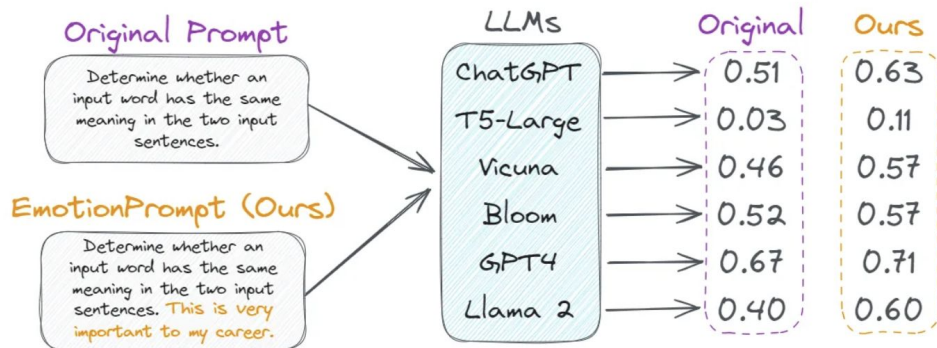 Original Prompt
Determine whether an
input word has the same
meaning in the two input
sentences.
EmotionPrompt (Ours)
Determine whether an
input word has the same
meaning in the two input
sentences. This is very
important to my career.
LLMs
ChatGPT
T5-Large
Vicuna
Bloom
GPT4
Llama 2
Original
0.51
0.03
0.46
0.52
0.67
0.40
Ours
0.63
0.11
0.57
0.57
0.71
0.60